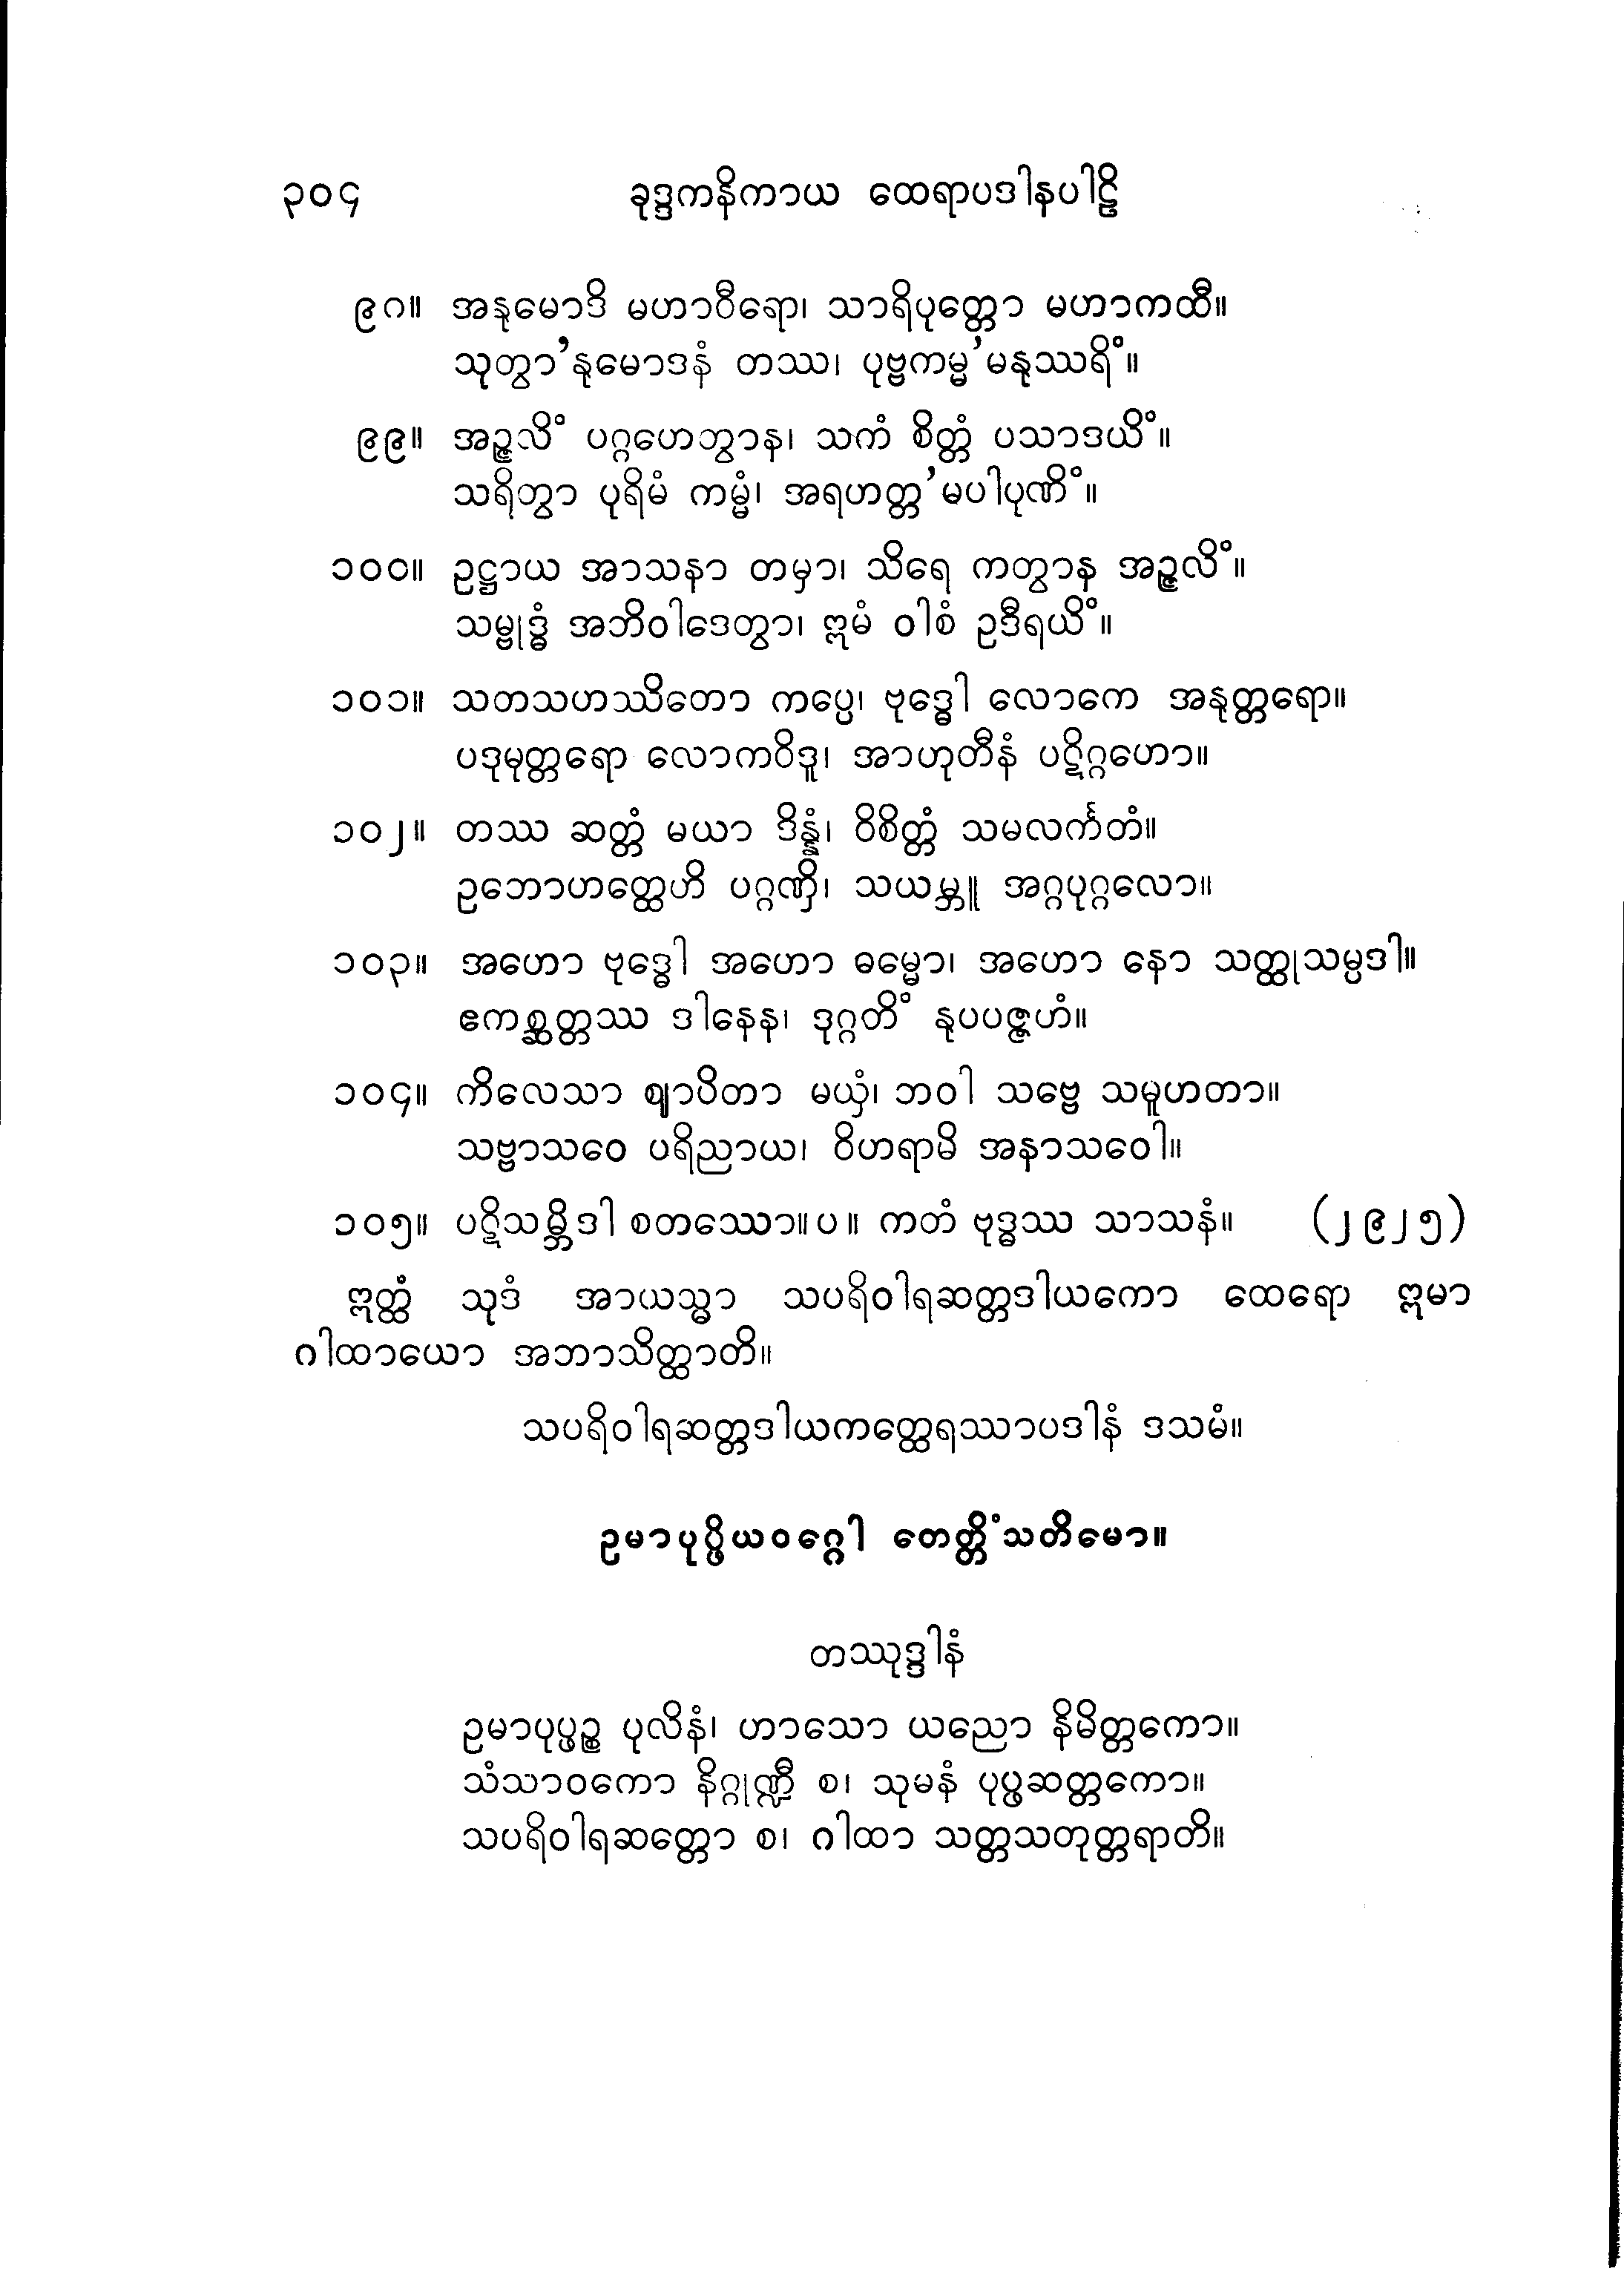 ၃၀၄ ခုဒ္ဒကနိကာယ ထေရာပဒါနပါဠိ
၉ဂ။ အနုမောဒိ မဟာဝီရော၊ သာရိပုတ္တော မဟာကထီ။
သုတွာ’နုမောဒနံ တဿ၊ ပုဗ္ဗကမ္မ’မနုဿရိံ။
၉၉။ အဉ္ဇလိံ ပဂ္ဂဟေတွာန၊ သကံ စိတ္တံ ပသာဒယိံ။
သရိတွာ ပုရိမံ ကမ္မံ၊ အရဟတ္တ’မပါပုဏိံ။
၁၀၀။ ဥဋ္ဌာယ အာသနာ တမှာ၊ သိရေ ကတွာန အဉ္ဇလိံ။
သမ္ဗုဒ္ဓံ အဘိဝါဒေတွာ၊ ဣမံ ဝါစံ ဥဒီရယိံ။
၁၀၁။ သတသဟဿိတော ကပ္ပေ၊ ဗုဒ္ဓေါ လောကေ အနုတ္တရော။
ပဒုမုတ္တရော လောကဝိဒူ၊ အာဟုတီနံ ပဋိဂ္ဂဟော။
၁၀၂။ တဿ ဆတ္တံ မယာ ဒိန္နံ၊ ဝိစိတ္တံ သမလင်္ကတံ။
ဥဘောဟတ္ထေဟိ ပဂ္ဂဏှိ၊ သယမ္ဘူ အဂ္ဂပုဂ္ဂလော။
၁၀၃။ အဟော ဗုဒ္ဓေါ အဟော ဓမ္မော၊ အဟော နော သတ္ထုသမ္ပဒါ။
ဧကစ္ဆတ္တဿ ဒါနေန၊ ဒုဂ္ဂတိံ နုပပဇ္ဇဟံ။
၁၀၄။ ကိလေသာ ဈာပိတာ မယှံ၊ ဘဝါ သဗ္ဗေ သမူဟတာ။
သဗ္ဗာသဝေ ပရိညာယ၊ ဝိဟရာမိ အနာသဝေါ။
၁၀၅။ ပဋိသမ္ဘိဒါ စတဿော။ပ။ ကတံ ဗုဒ္ဓဿ သာသနံ။ (၂၉၂၅)
ဣတ္ထံ သုဒံ အာယသ္မာ သပရိဝါရဆတ္တဒါယကော ထေရော ဣမာ
ဂါထာယော အဘာသိတ္ထာတိ။
သပရိဝါရဆတ္တဒါယကတ္ထေရဿာပဒါနံ ဒသမံ။
ဥမာပုပ္ဖိယဝဂ္ဂေါ တေတ္တိံသတိမော။
တဿုဒ္ဒါနံ
ဥမာပုပ္ဖဉ္စ ပုလိနံ၊ ဟာသော ယညော နိမိတ္တကော။
သံသာဝကော နိဂ္ဂုဏ္ဍီ စ၊ သုမနံ ပုပ္ဖဆတ္တကော။
သပရိဝါရဆတ္တော စ၊ ဂါထာ သတ္တသတုတ္တရာတိ။